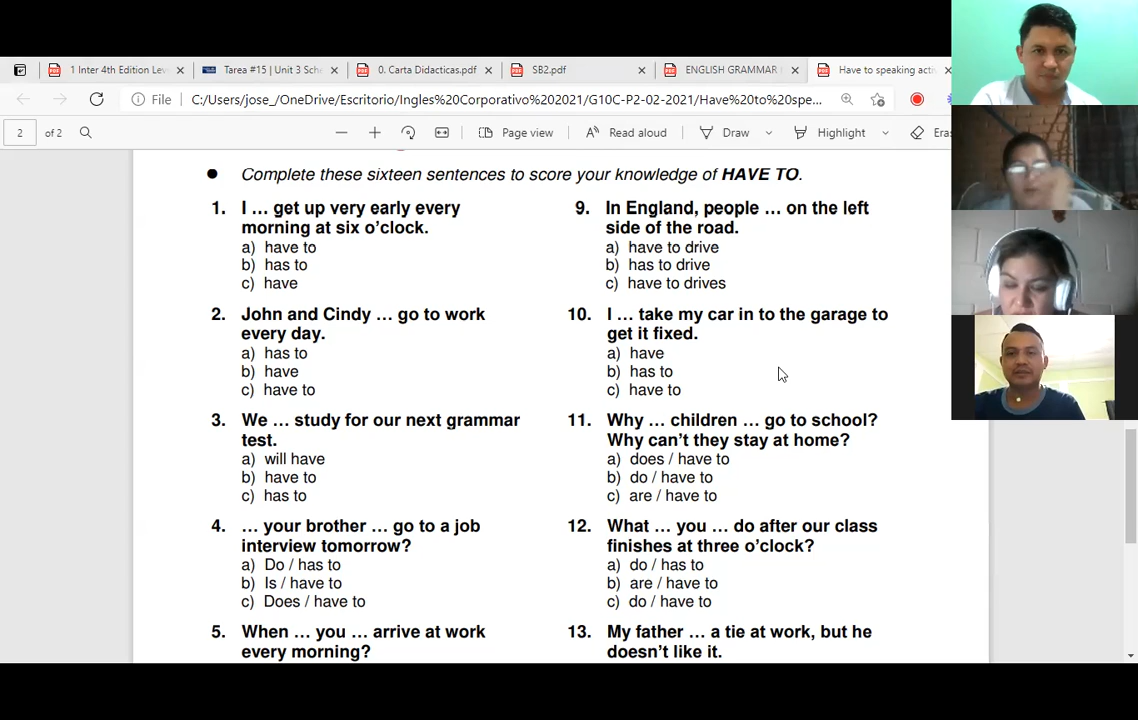 1 Inter 4th Edition Lev
Tarea #15 | Unit 3 Sch
0. Carta Didacticas.pdf
SB2.pdf
ENGLISH GRAMMAR
Have to speaking acti
File
C:/Users/jose_/OneDrive/Escritorio/Ingles%20Corporativo%202021/G10C-P2-02-2021/Have%20to%20spe...
2
of 2
Page view
Read aloud
Draw
Highlight
Eras
● Complete these sixteen sentences to score your knowledge of HAVE TO.
1. I ... get up very early every
morning at six o'clock.
a) have to
b) has to
c) have
2. John and Cindy ... go to work
every day.
a) has to
b) have
c) have to
3. We ... study for our next grammar
test.
a) will have
b) have to
c) has to
4. ... your brother ... go to a job
interview tomorrow?
a) Do / has to
b) Is / have to
c) Does / have to
5. When ... you ... arrive at work
every morning?
9. In England, people ... on the left
side of the road.
a) have to drive
b) has to drive
c) have to drives
10. I ... take my car in to the garage to
get it fixed.
a) have
b) has to
c) have to
11. Why ... children ... go to school?
Why can't they stay at home?
a) does / have to
b) do / have to
c) are / have to
12. What ... you ... do after our class
finishes at three o'clock?
a) do / has to
b) are / have to
c) do / have to
13. My father ... a tie at work, but he
doesn't like it.